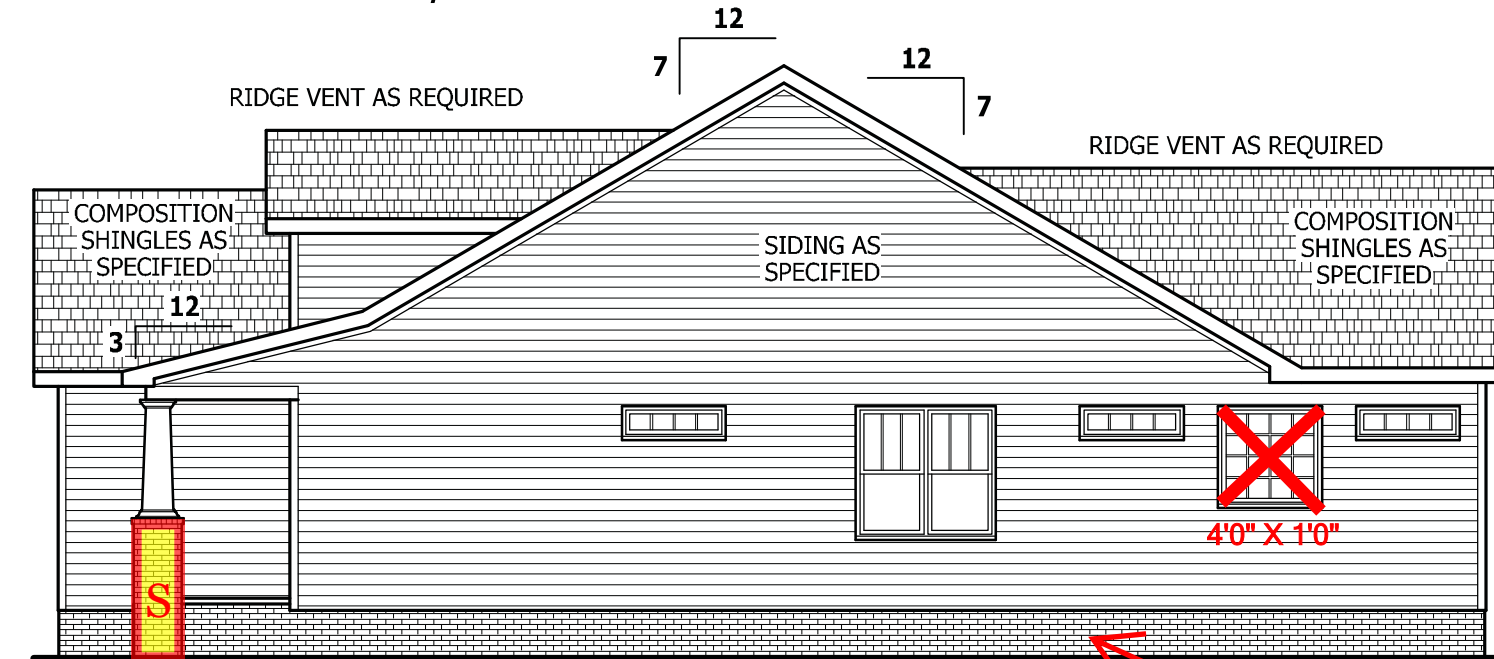 12
7
12
7
RIDGE VENT AS REQUIRED
RIDGE VENT AS REQUIRED
COMPOSITION
SHINGLES AS
SPECIFIED
SIDING AS
SPECIFIED
COMPOSITION
SHINGLES AS
SPECIFIED
12
3
4'0" X 1'0"
S